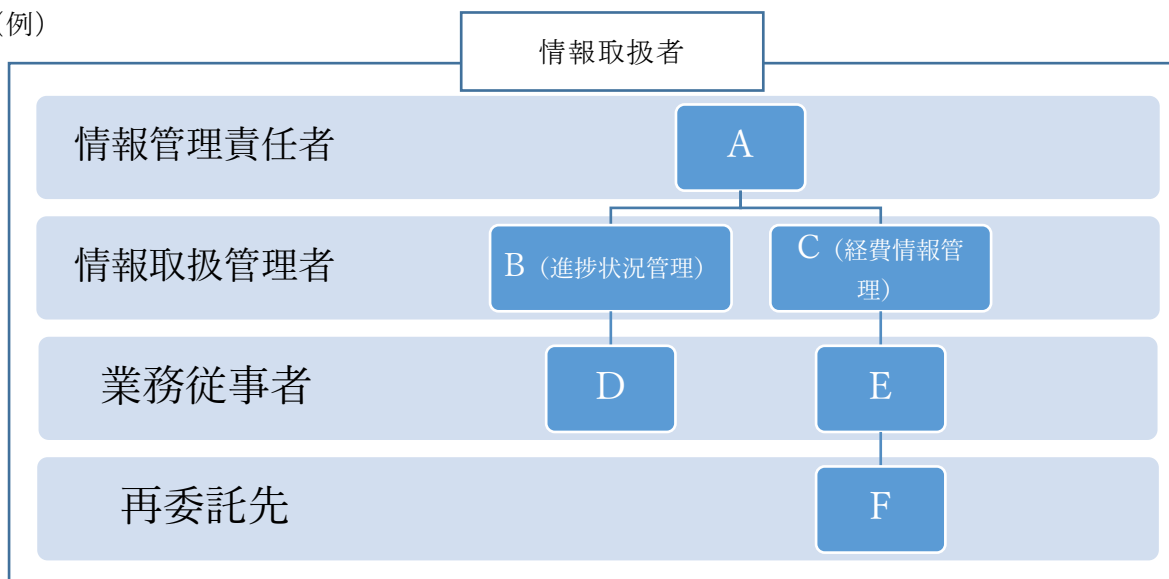 （例）
情報取扱者
情報管理責任者
A
情報取扱管理者
B（進捗状況管理）
C（経費情報管
理）
業務従事者
D
E
再委託先
F